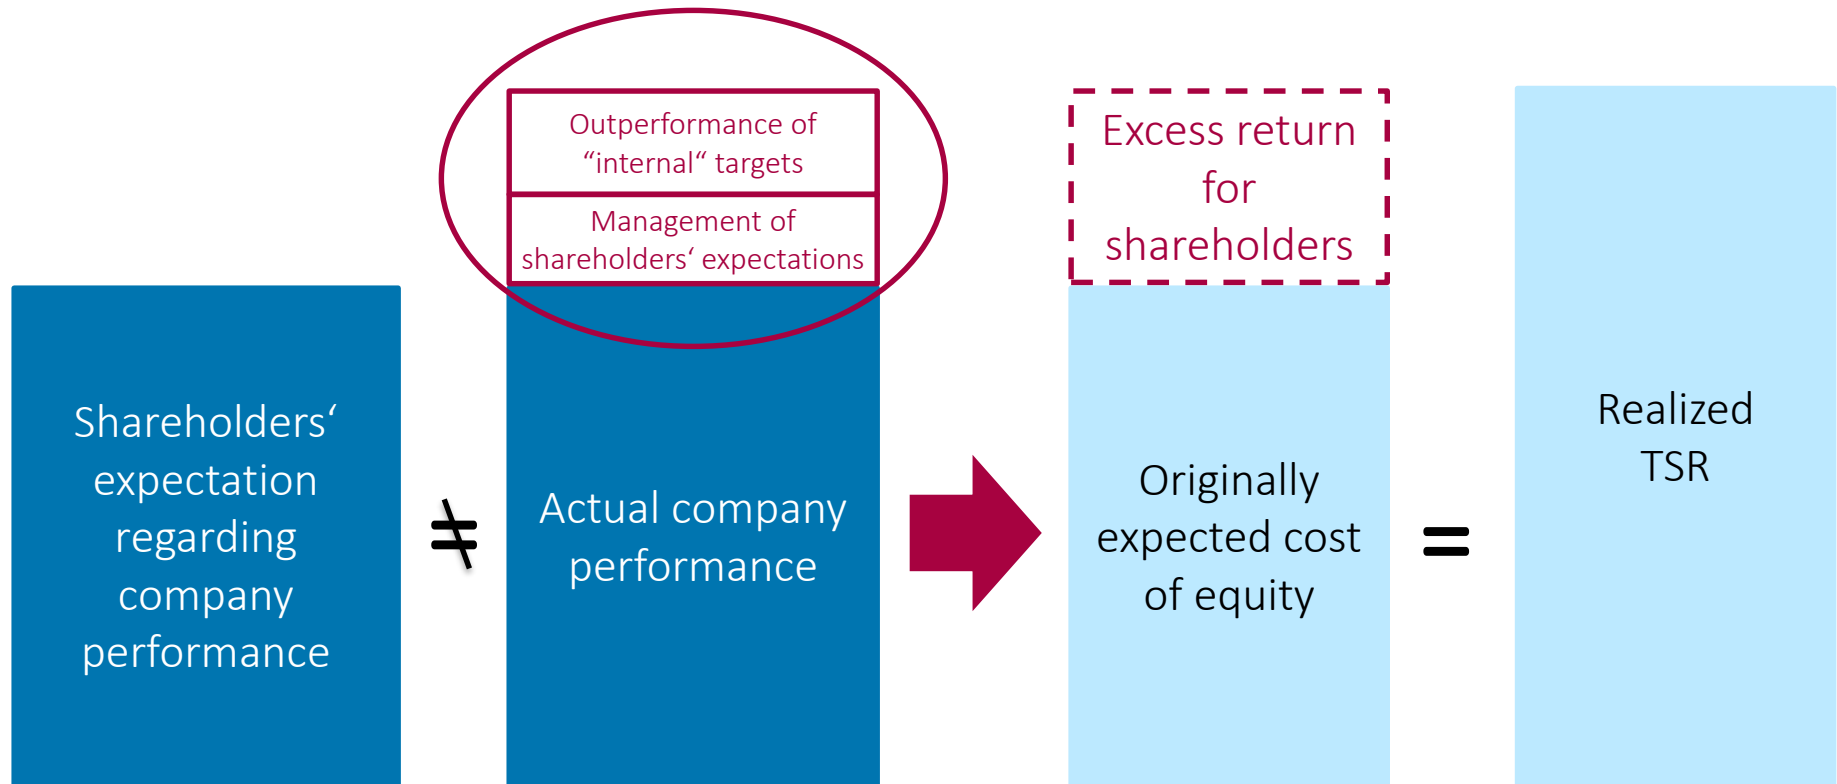 Shareholders‘
expectation
regarding
company
performance
≠
Outperformance of
“internal“ targets
Management of
shareholders‘ expectations
Actual company
performance
Excess return
for
shareholders
Originally
expected cost
of equity
=
Realized
TSR